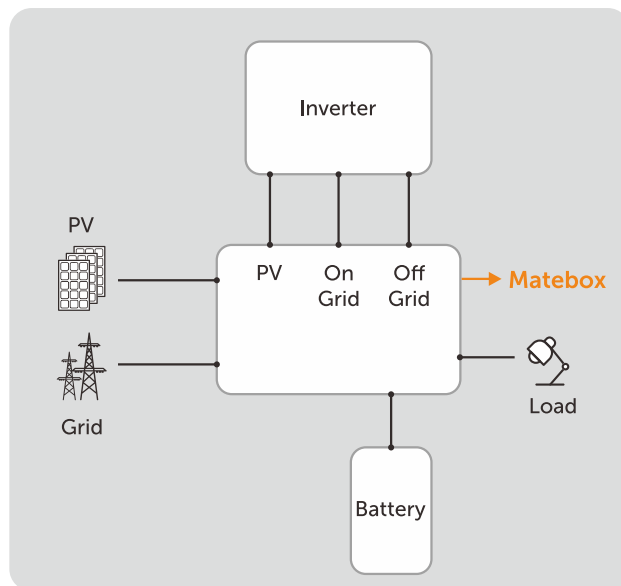 Inverter
PV
PV
On
Grid
Off
Grid
Matebox
Grid
Load
Battery